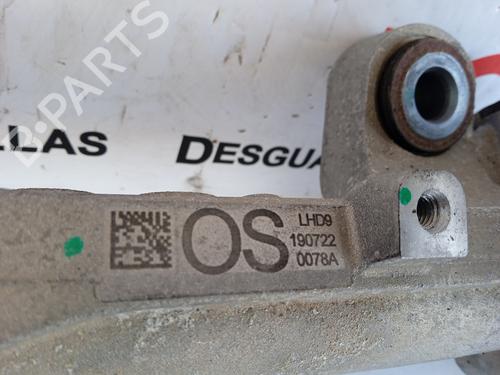 B-PARTS
LLAS
DESGUA
OS
LHD9
190722
0078A